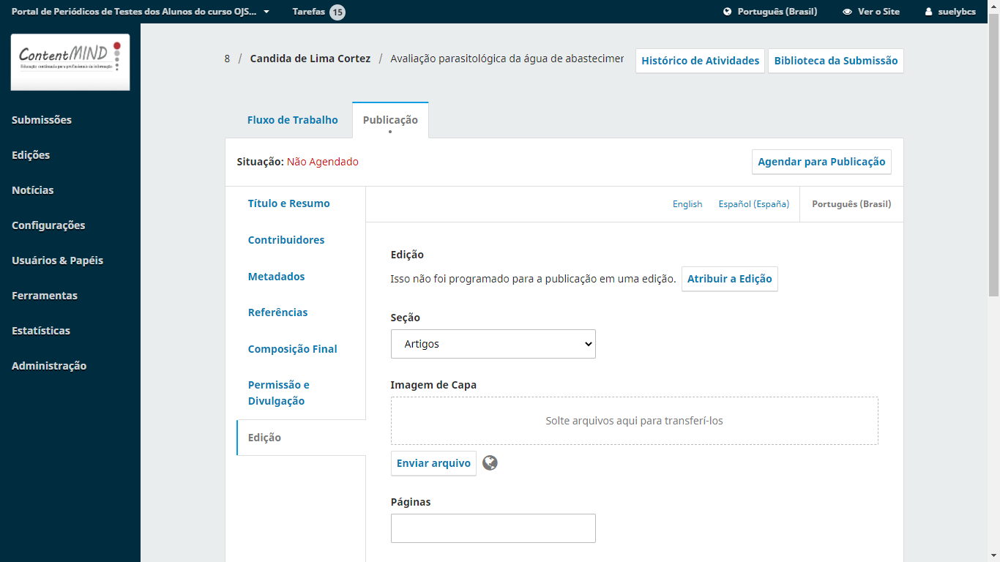 Portal de Periódicos de Testes dos Alunos do curso OJS...
Tarefas 15
Português (Brasil)
Ver o Site
suelybcs
ContentMIND
Educação continuada para profissionais da informação
8 / Candida de Lima Cortez / Avaliação parasitológica da água de abastecimer
Histórico de Atividades
Biblioteca da Submissão
Submissões
Edições
Notícias
Configurações
Usuários & Papéis
Ferramentas
Estatísticas
Administração
Fluxo de Trabalho
Publicação
Situação: Não Agendado
Agendar para Publicação
Título e Resumo
Contribuidores
Metadados
Referências
Composição Final
Permissão e
Divulgação
Edição
English
Español (España)
Português (Brasil)
Edição
Isso não foi programado para a publicação em uma edição.
Atribuir a Edição
Seção
Artigos
Imagem de Capa
Solte arquivos aqui para transferí-los
Enviar arquivo
Páginas